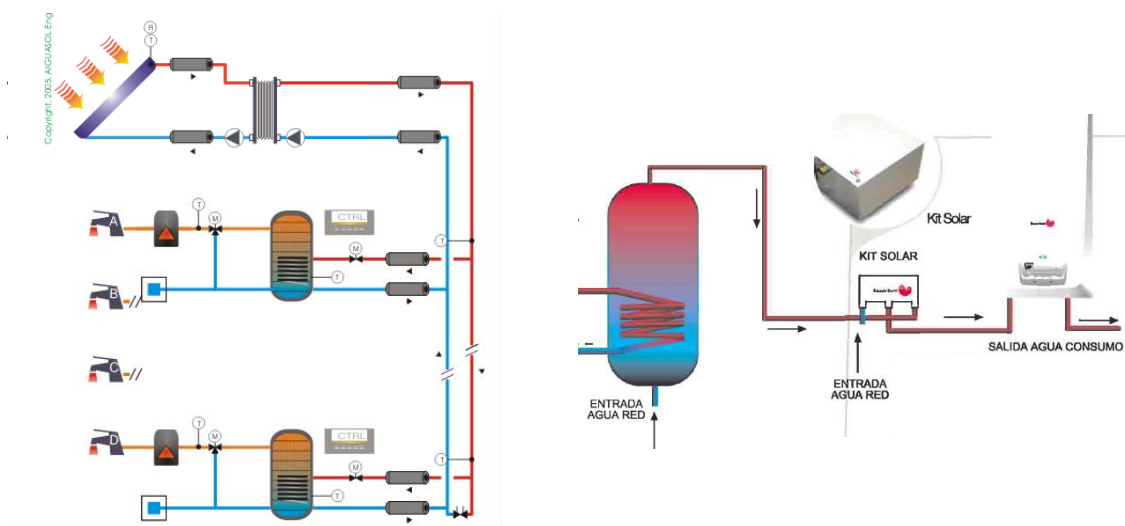 Copyright. 2005. AIGUASOL Eng
R
T
A
T
M
CTRL
M
T
T
B
C
D
T
M
CTRL
M
T
T
Kit Solar
KIT SOLAR
ENTRADA
AGUA RED
ENTRADA
AGUA RED
SALIDA AGUA CONSUMO